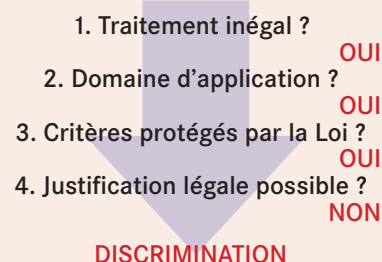 1. Traitement inégal ?
OUI
2. Domaine d’application ?
OUI
3. Critères protégés par la Loi ?
OUI
4. Justification légale possible ?
NON
DISCRIMINATION